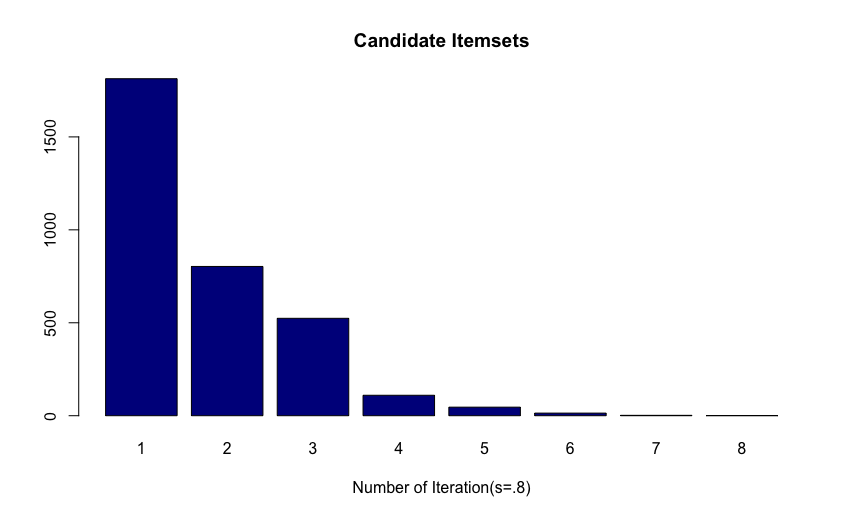 Candidate Itemsets
1500
1000
500
0
1 2 3 4 5 6 7 8
Number of Iteration(s=.8)